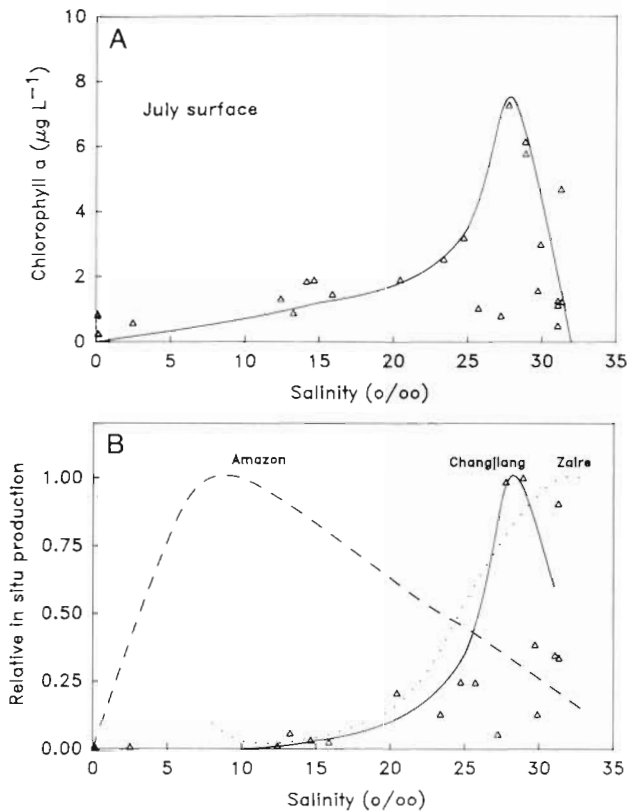 A
July surface
Chlorophyll a (μg L⁻¹)
10
8
6
4
2
0
0 5 10 15 20 25 30 35
Salinity (o/oo)
B
Amazon Changjiang Zaire
Relative in situ production
1.00
0.75
0.50
0.25
0.00
0 5 10 15 20 25 30 35
Salinity (o/oo)